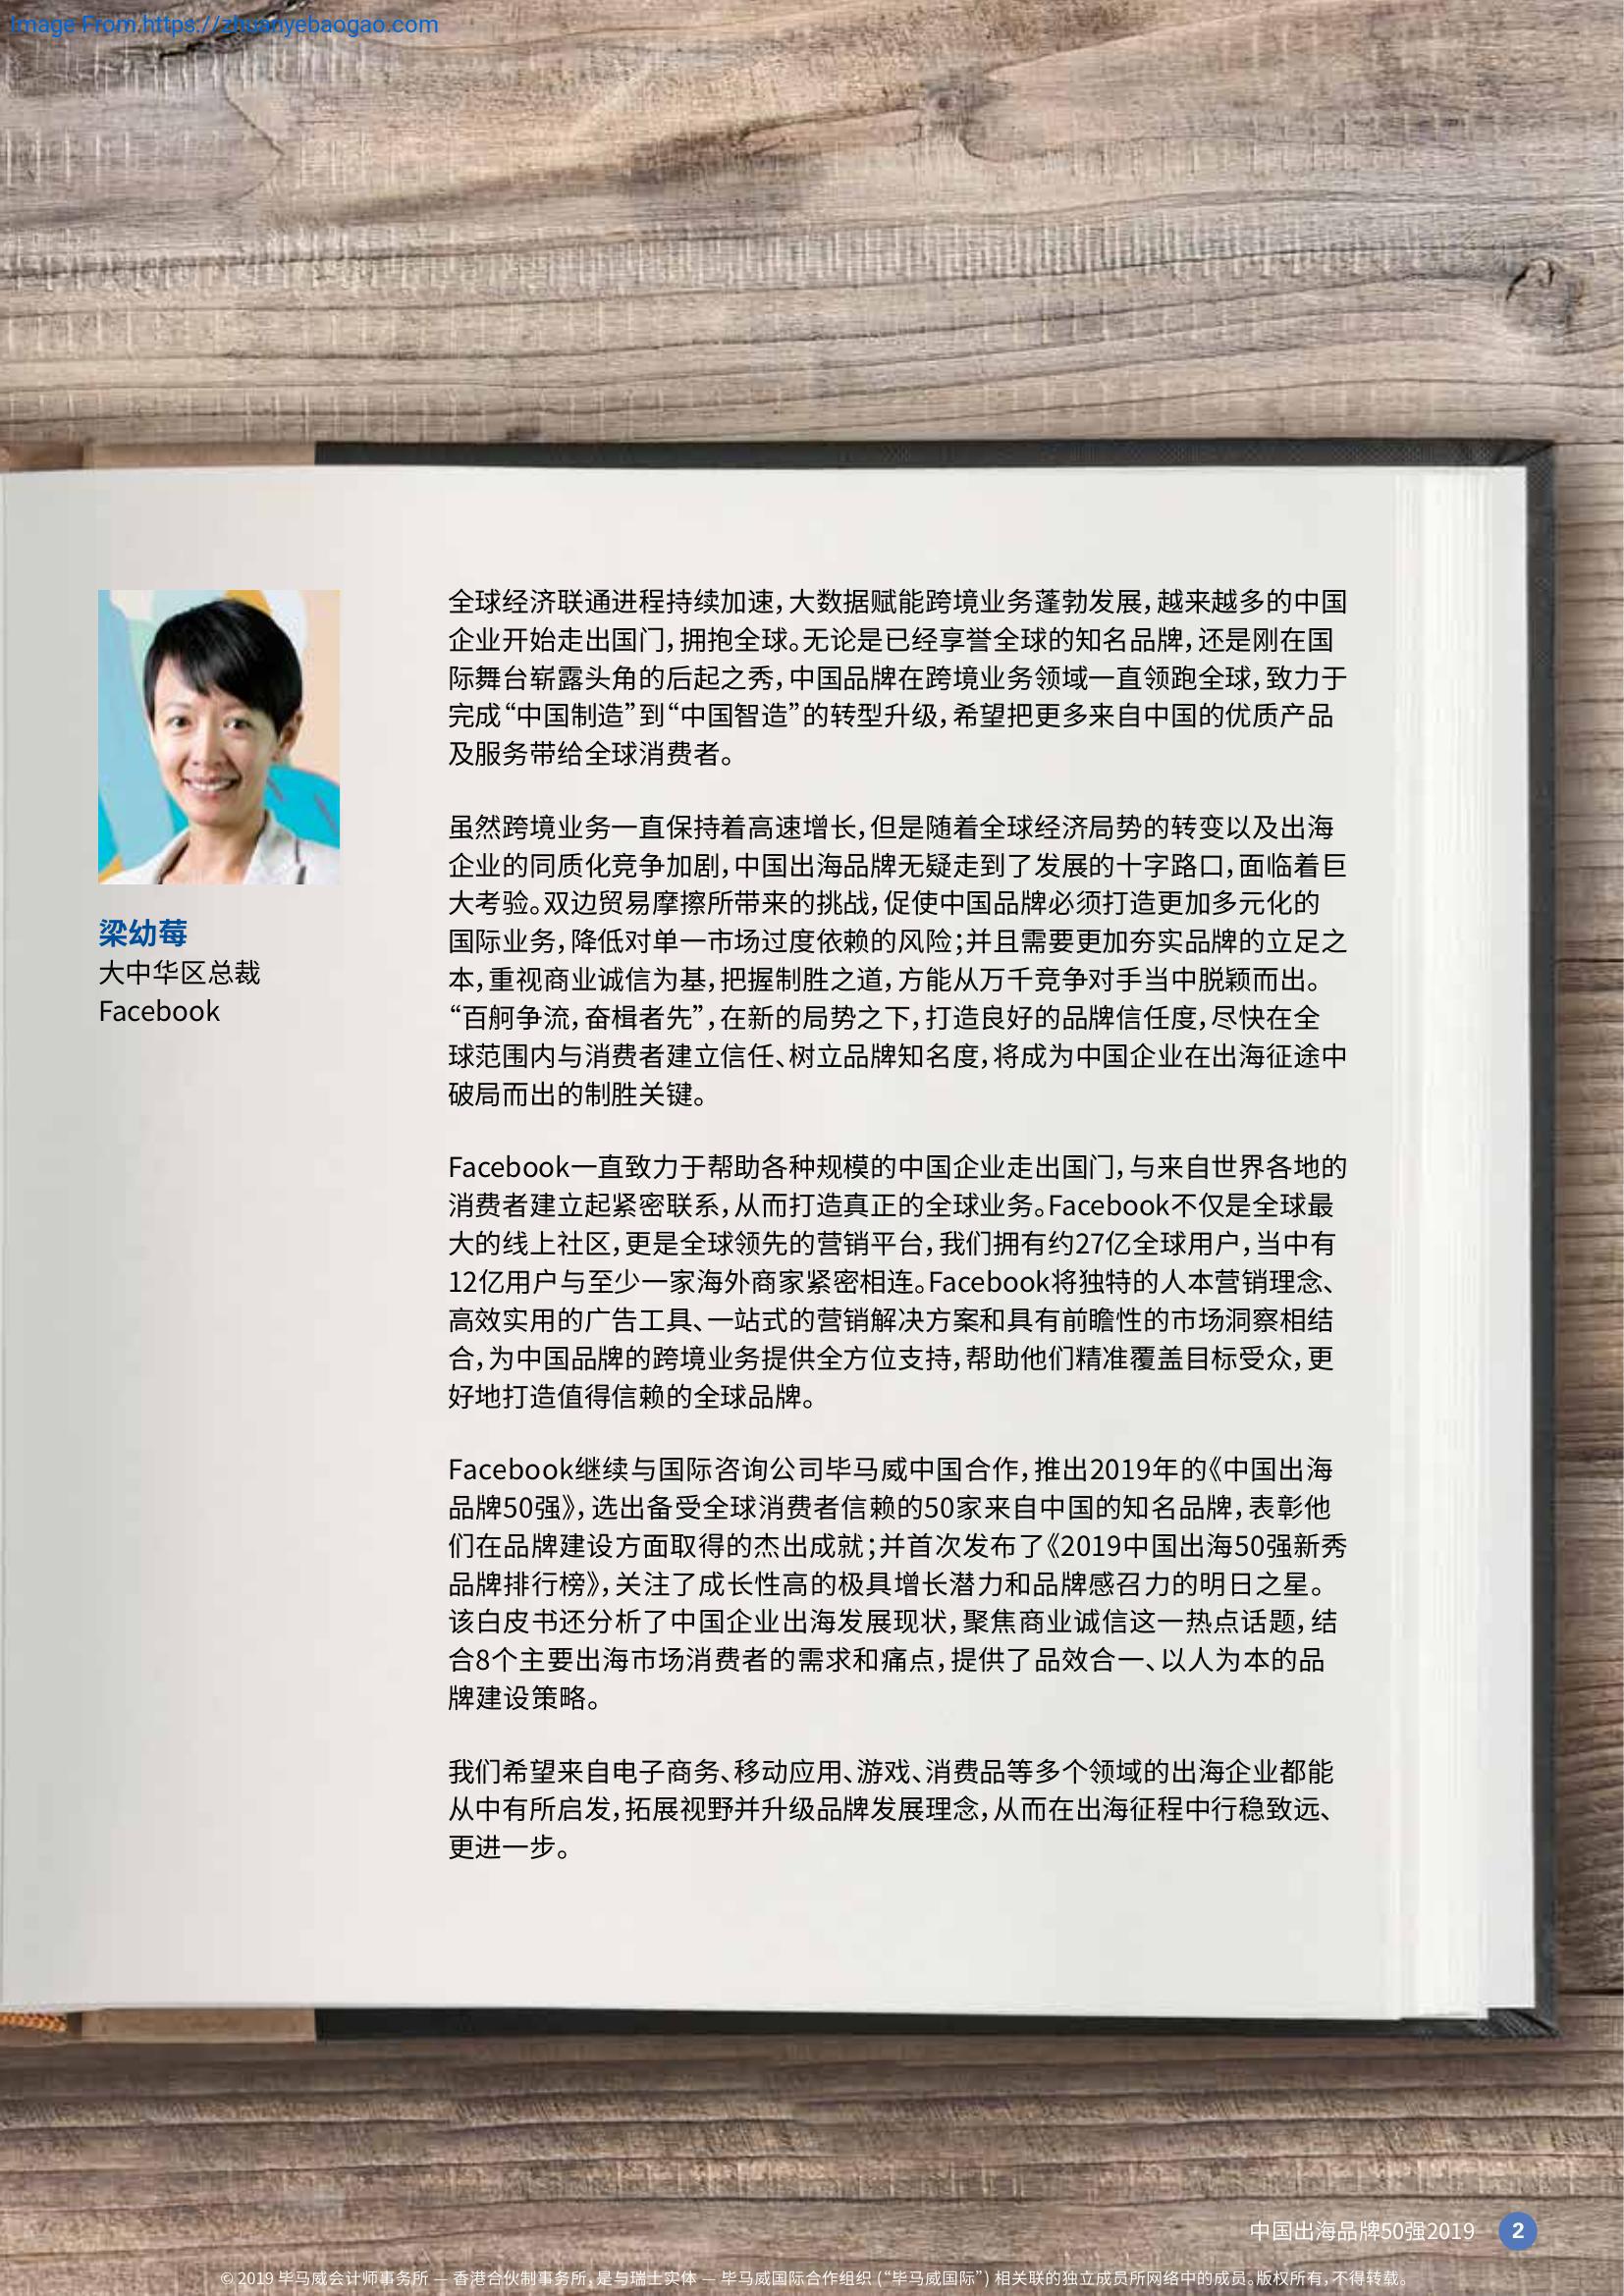 Image From:https://zhuanyebaogao.com
梁幼莓
大中华区总裁
Facebook
全球经济联通进程持续加速，大数据赋能跨境业务蓬勃发展，越来越多的中国
企业开始走出国门，拥抱全球。无论是已经享誉全球的知名品牌，还是刚在国
际舞台崭露头角的后起之秀，中国品牌在跨境业务领域一直领跑全球，致力于
完成“中国制造”到“中国智造”的转型升级，希望把更多来自中国的优质产品
及服务带给全球消费者。
虽然跨境业务一直保持着高速增长，但是随着全球经济局势的转变以及出海
企业的同质化竞争加剧，中国出海品牌无疑走到了发展的十字路口，面临着巨
大考验。双边贸易摩擦所带来的挑战，促使中国品牌必须打造更加多元化的
国际业务，降低对单一市场过度依赖的风险；并且需要更加夯实品牌的立足之
本，重视商业诚信为基，把握制胜之道，方能从万千竞争对手当中脱颖而出。
“百舸争流，奋楫者先”，在新的局势之下，打造良好的品牌信任度，尽快在全
球范围内与消费者建立信任、树立品牌知名度，将成为中国企业在出海征途中
破局而出的制胜关键。
Facebook一直致力于帮助各种规模的中国企业走出国门，与来自世界各地的
消费者建立起紧密联系，从而打造真正的全球业务。Facebook不仅是全球最
大的线上社区，更是全球领先的营销平台，我们拥有约27亿全球用户，当中有
12亿用户与至少一家海外商家紧密相连。Facebook将独特的人本营销理念、
高效实用的广告工具、一站式的营销解决方案和具有前瞻性的市场洞察相结
合，为中国品牌的跨境业务提供全方位支持，帮助他们精准覆盖目标受众，更
好地打造值得信赖的全球品牌。
Facebook继续与国际咨询公司毕马威中国合作，推出2019年的《中国出海
品牌50强》，选出备受全球消费者信赖的50家来自中国的知名品牌，表彰他
们在品牌建设方面取得的杰出成就；并首次发布了《2019中国出海50强新秀
品牌排行榜》，关注了成长性高的极具增长潜力和品牌感召力的明日之星。
该白皮书还分析了中国企业出海发展现状，聚焦商业诚信这一热点话题，结
合8个主要出海市场消费者的需求和痛点，提供了品效合一、以人为本的品
牌建设策略。
我们希望来自电子商务、移动应用、游戏、消费品等多个领域的出海企业都能
从中有所启发，拓展视野并升级品牌发展理念，从而在出海征程中行稳致远、
更进一步。
中国出海品牌50强2019 2
© 2019 毕马威会计师事务所 — 香港合伙制事务所，是与瑞士实体 — 毕马威国际合作组织 (“毕马威国际”) 相关联的独立成员所网络中的成员。版权所有，不得转载。